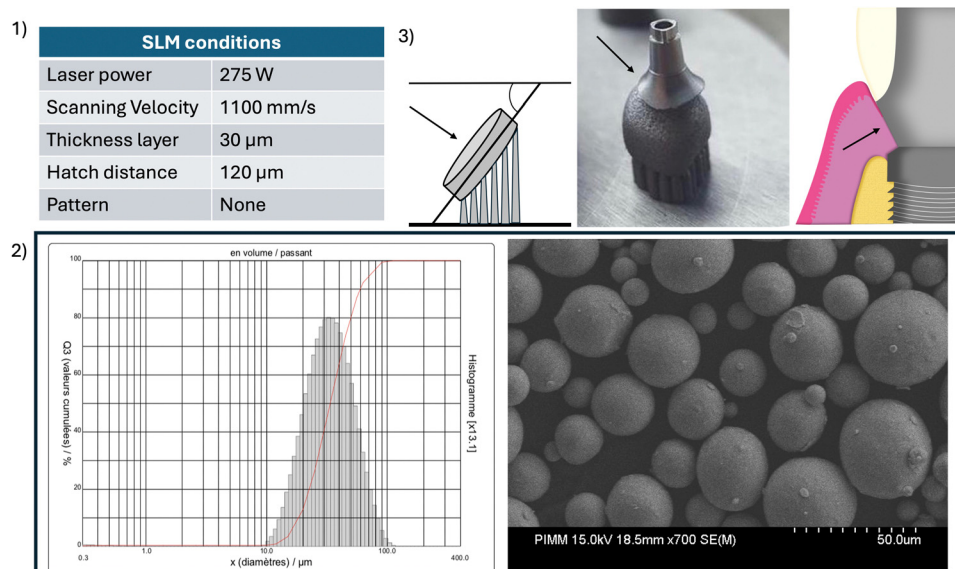 1)
SLM conditions
Laser power 275 W
Scanning Velocity 1100 mm/s
Thickness layer 30 µm
Hatch distance 120 µm
Pattern None
3)
2)
en volume / passant
100
80
60
40
20
0
Q3 (valeurs cumulées) / %
Histogramme [x13.1]
0.3 1.0 10.0 100.0 400.0
x (diamètres) / µm
PIMM 15.0kV 18.5mm x700 SE(M) 50.0um